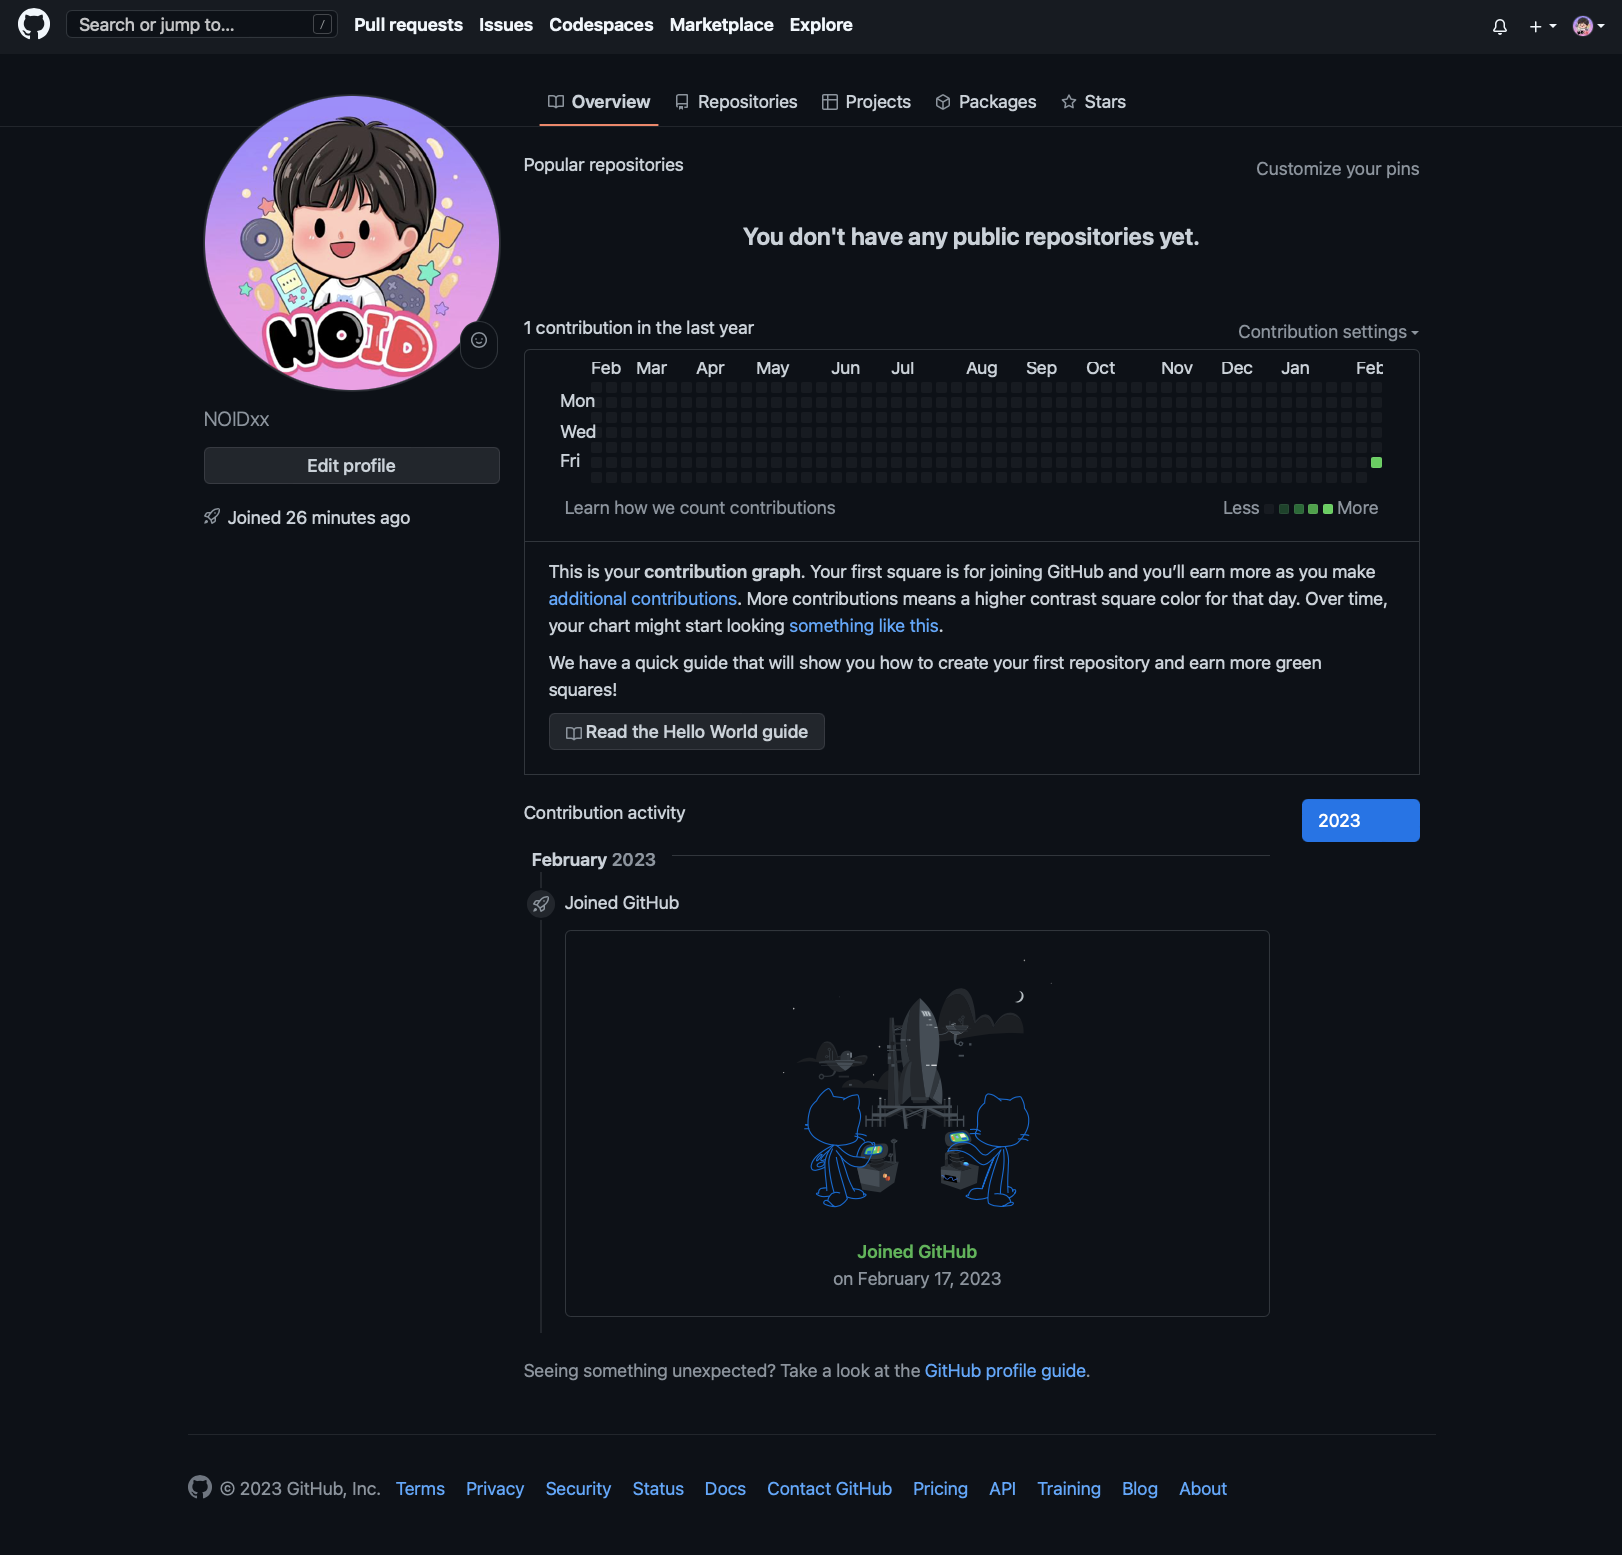 Search or jump to... /
Pull requests
Issues
Codespaces
Marketplace
Explore
Overview
Repositories
Projects
Packages
Stars
NOID
NOIDxx
Edit profile
Joined 26 minutes ago
Popular repositories
Customize your pins
You don't have any public repositories yet.
1 contribution in the last year
Contribution settings
Feb Mar Apr May Jun Jul Aug Sep Oct Nov Dec Jan Feb
Mon
Wed
Fri
Learn how we count contributions
Less More
This is your contribution graph. Your first square is for joining GitHub and you’ll earn more as you make
additional contributions. More contributions means a higher contrast square color for that day. Over time,
your chart might start looking something like this.
We have a quick guide that will show you how to create your first repository and earn more green
squares!
Read the Hello World guide
Contribution activity
2023
February 2023
Joined GitHub
Joined GitHub
on February 17, 2023
Seeing something unexpected? Take a look at the GitHub profile guide.
© 2023 GitHub, Inc.
Terms
Privacy
Security
Status
Docs
Contact GitHub
Pricing
API
Training
Blog
About